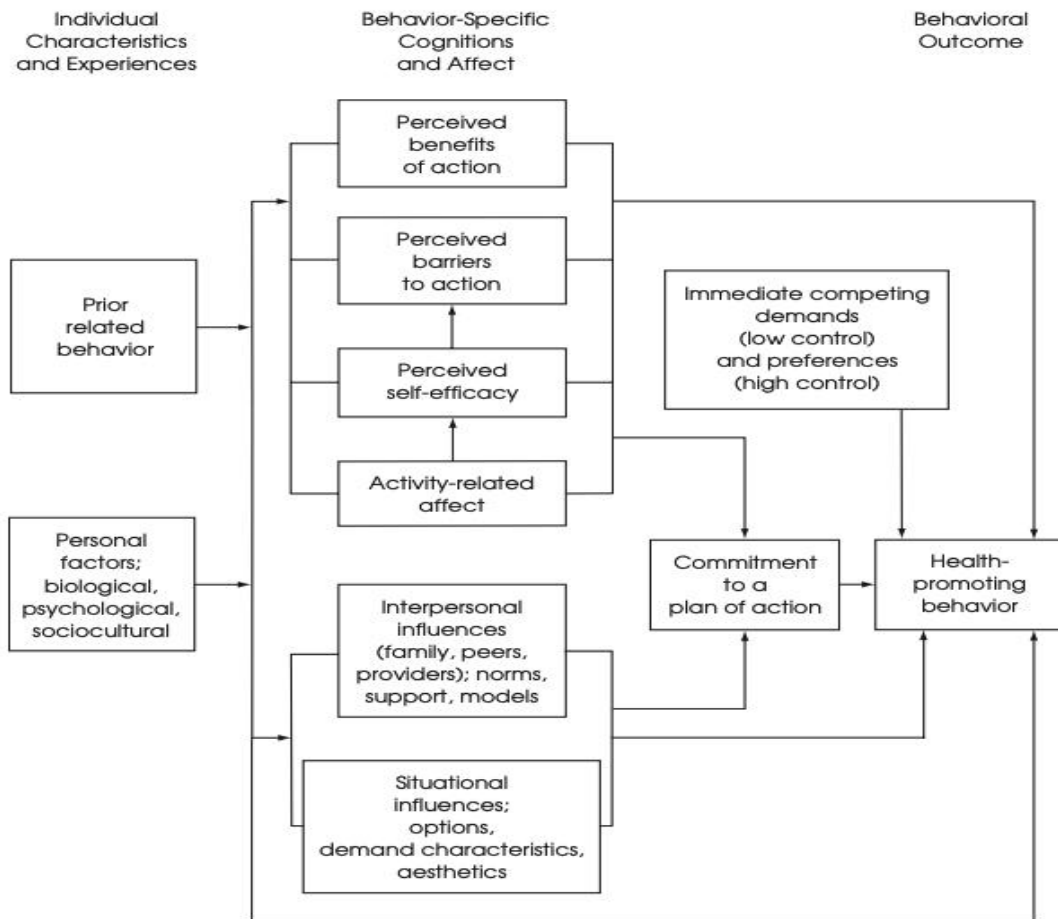 Individual
Characteristics
and Experiences
Behavior-Specific
Cognitions
and Affect
Behavioral
Outcome
Perceived
benefits
of action
Perceived
barriers
to action
Prior
related
behavior
Immediate competing
demands
(low control)
and preferences
(high control)
Perceived
self-efficacy
Activity-related
affect
Personal
factors;
biological,
psychological,
sociocultural
Commitment
to a
plan of action
Health-
promoting
behavior
Interpersonal
influences
(family, peers,
providers); norms,
support, models
Situational
influences;
options,
demand characteristics,
aesthetics